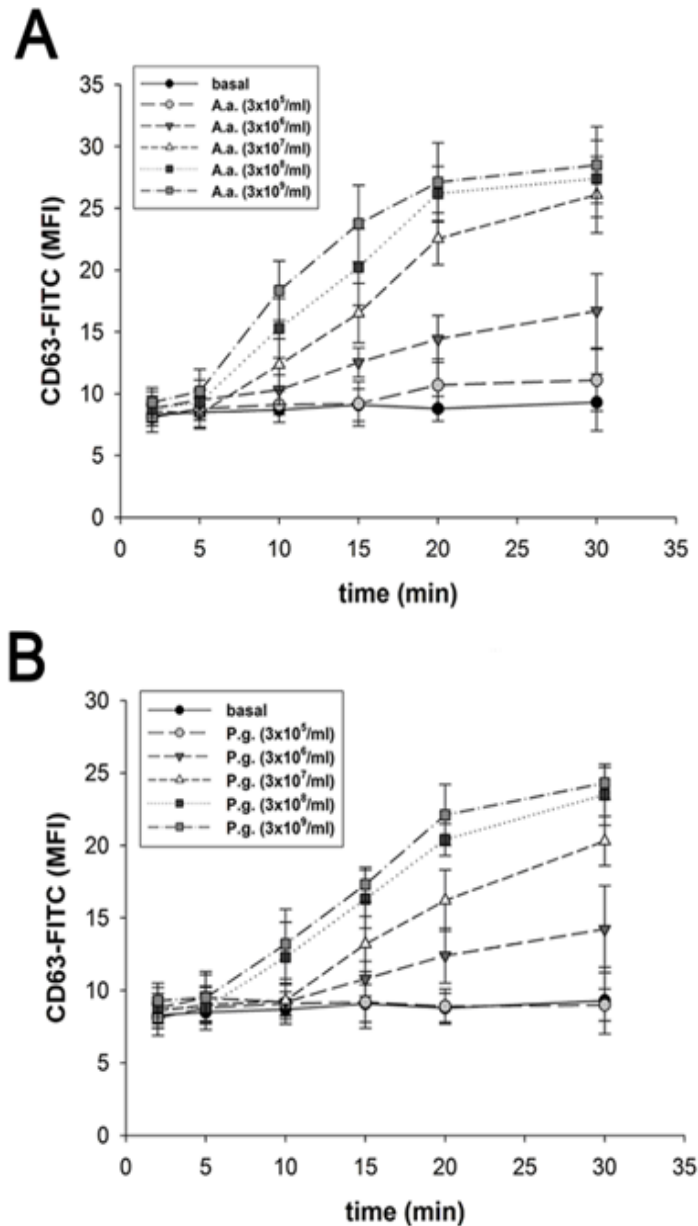 A
35
30
25
20
15
10
5
0
CD63-FITC (MFI)
basal
A.a. (3x10⁵/ml)
A.a. (3x10⁶/ml)
A.a. (3x10⁷/ml)
A.a. (3x10⁸/ml)
A.a. (3x10⁹/ml)
0 5 10 15 20 25 30 35
time (min)
B
30
25
20
15
10
5
0
CD63-FITC (MFI)
basal
P.g. (3x10⁵/ml)
P.g. (3x10⁶/ml)
P.g. (3x10⁷/ml)
P.g. (3x10⁸/ml)
P.g. (3x10⁹/ml)
0 5 10 15 20 25 30 35
time (min)